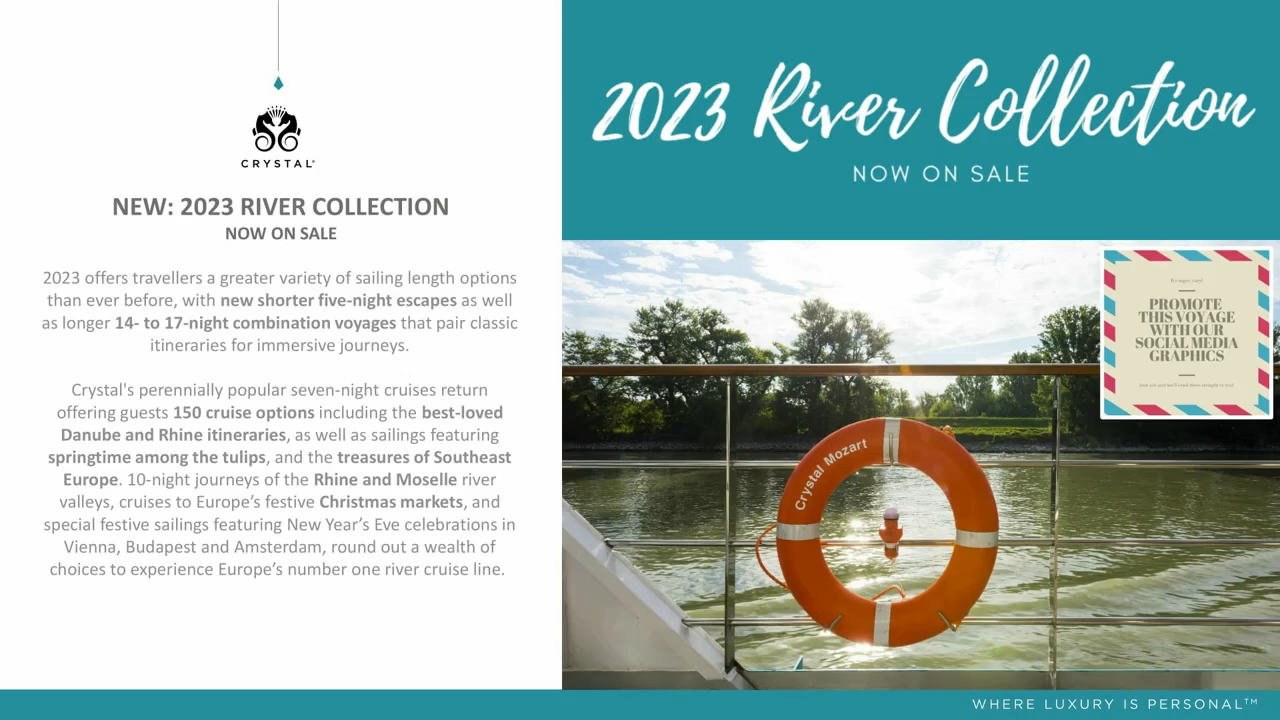 CRYSTAL
NEW: 2023 RIVER COLLECTION
NOW ON SALE
2023 offers travellers a greater variety of sailing length options
than ever before, with new shorter five-night escapes as well
as longer 14- to 17-night combination voyages that pair classic
itineraries for immersive journeys.
Crystal's perennially popular seven-night cruises return
offering guests 150 cruise options including the best-loved
Danube and Rhine itineraries, as well as sailings featuring
springtime among the tulips, and the treasures of Southeast
Europe. 10-night journeys of the Rhine and Moselle river
valleys, cruises to Europe’s festive Christmas markets, and
special festive sailings featuring New Year’s Eve celebrations in
Vienna, Budapest and Amsterdam, round out a wealth of
choices to experience Europe’s number one river cruise line.
2023 River Collection
NOW ON SALE
PROMOTE
THIS VOYAGE
WITH OUR
SOCIAL MEDIA
GRAPHICS
Crystal Mozart
WHERE LUXURY IS PERSONAL™